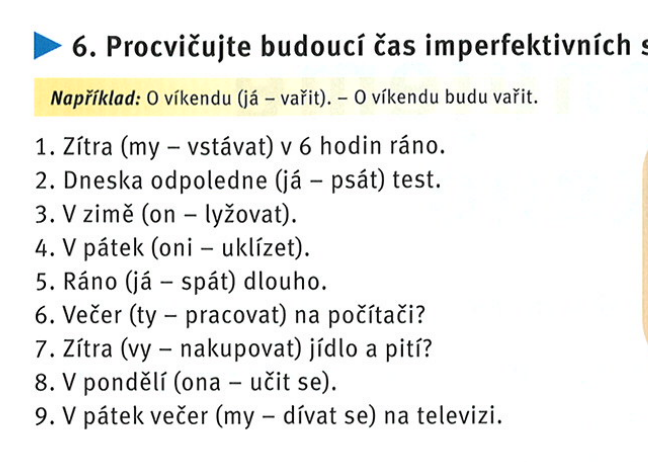 6. Procvičujte budoucí čas imperfektivních
Například: O víkendu (já – vařit). – O víkendu budu vařit.
1. Zítra (my – vstávat) v 6 hodin ráno.
2. Dneska odpoledne (já – psát) test.
3. V zimě (on – lyžovat).
4. V pátek (oni – uklízet).
5. Ráno (já – spát) dlouho.
6. Večer (ty – pracovat) na počítači?
7. Zítra (vy – nakupovat) jídlo a pití?
8. V pondělí (ona – učit se).
9. V pátek večer (my – dívat se) na televizi.